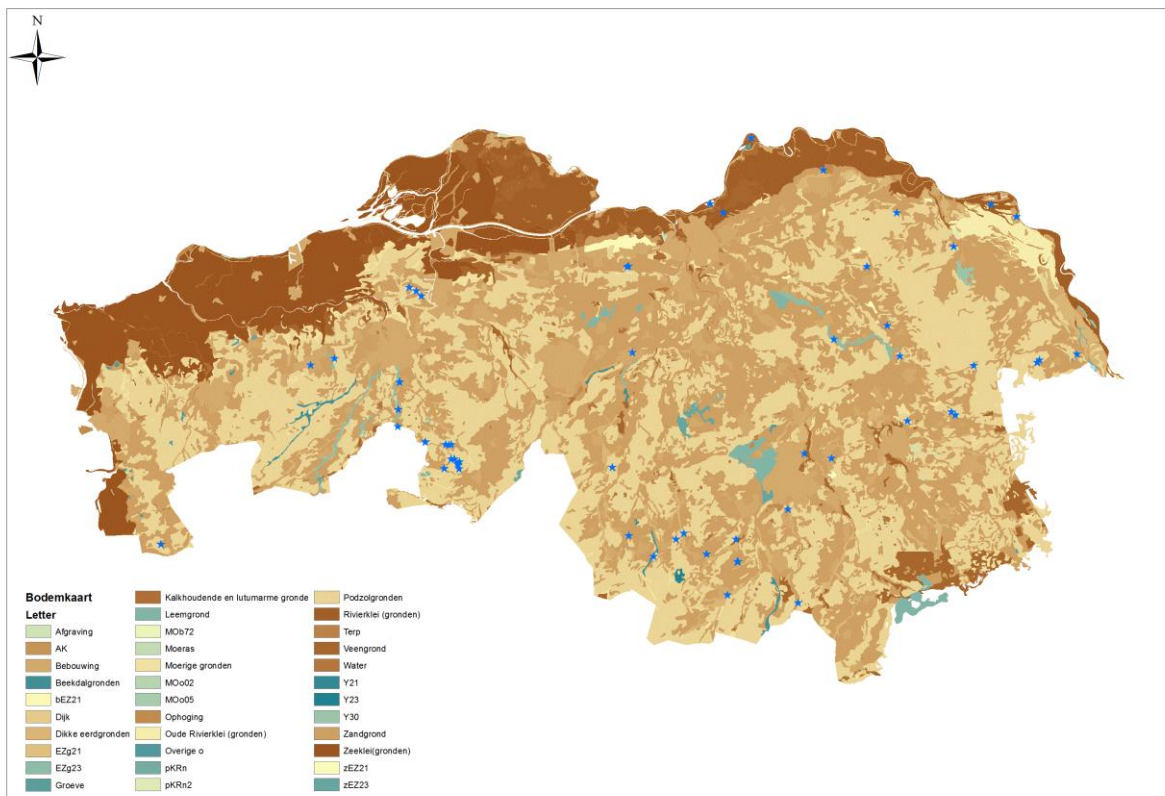 N
Bodemkaart
Letter
Afgraving
AK
Bebouwing
Beekdalgronden
bEZ21
Dijk
Dikke eerdgronden
EZg21
EZg23
Groeve
Kalkhoudende en lutumarme gronde
Leemgrond
MOb72
Moeras
Moerige gronden
MOo02
MOo05
Ophoging
Oude Rivierklei (gronden)
Overige o
pKRn
pKRn2
Podzolgronden
Rivierklei (gronden)
Terp
Veengrond
Water
Y21
Y23
Y30
Zandgrond
Zeeklei(gronden)
zEZ21
zEZ23